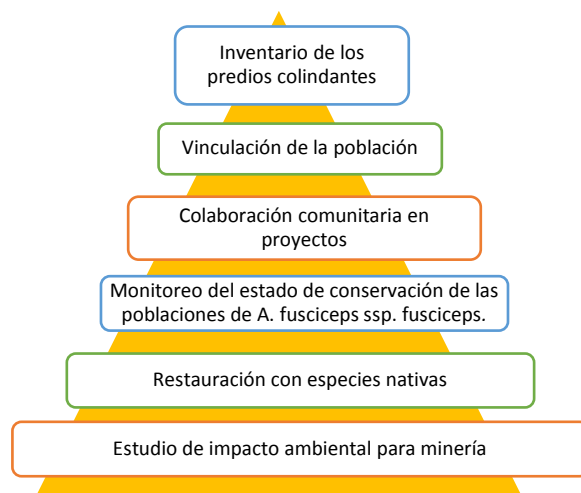 Inventario de los
predios colindantes
Vinculación de la población
Colaboración comunitaria en
proyectos
Monitoreo del estado de conservación de las
poblaciones de A. fusciceps ssp. fusciceps.
Restauración con especies nativas
Estudio de impacto ambiental para minería